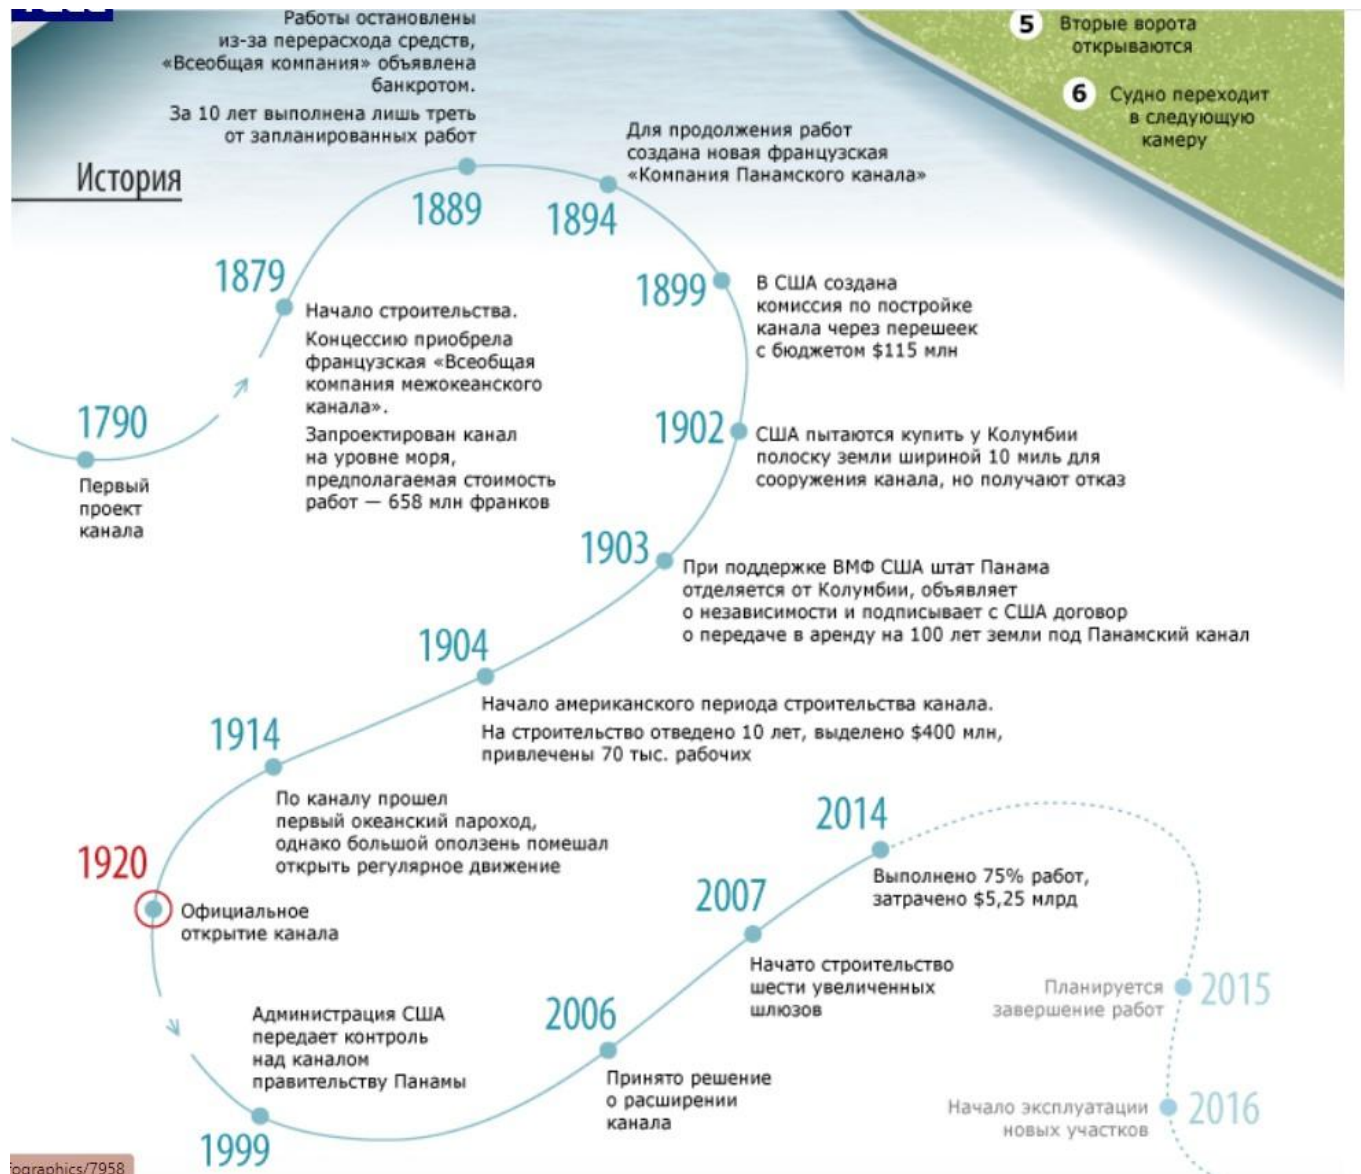 Работы остановлены
из-за перерасхода средств,
«Всеобщая компания» объявлена
банкротом.
За 10 лет выполнена лишь треть
от запланированных работ
5 Вторые ворота
открываются
6 Судно переходит
в следующую
камеру
История
1889
1894
Для продолжения работ
создана новая французская
«Компания Панамского канала»
1879
Начало строительства.
Концессию приобрела
французская «Всеобщая
компания межокеанского
канала».
Запроектирован канал
на уровне моря,
предполагаемая стоимость
работ — 658 млн франков
1899
В США создана
комиссия по постройке
канала через перешеек
с бюджетом $115 млн
1790
Первый
проект
канала
1902
США пытаются купить у Колумбии
полоску земли шириной 10 миль для
сооружения канала, но получают отказ
1903
При поддержке ВМФ США штат Панама
отделяется от Колумбии, объявляет
о независимости и подписывает с США договор
о передаче в аренду на 100 лет земли под Панамский канал
1904
Начало американского периода строительства канала.
На строительство отведено 10 лет, выделено $400 млн,
привлечены 70 тыс. рабочих
1914
По каналу прошел
первый океанский пароход,
однако большой оползень помешал
открыть регулярное движение
1920
Официальное
открытие канала
2014
Выполнено 75% работ,
затрачено $5,25 млрд
2007
Начато строительство
шести увеличенных
шлюзов
Планируется
завершение работ
2015
Администрация США
передает контроль
над каналом
правительству Панамы
1999
2006
Принято решение
о расширении
канала
Начало эксплуатации
новых участков
2016
fographics/7958